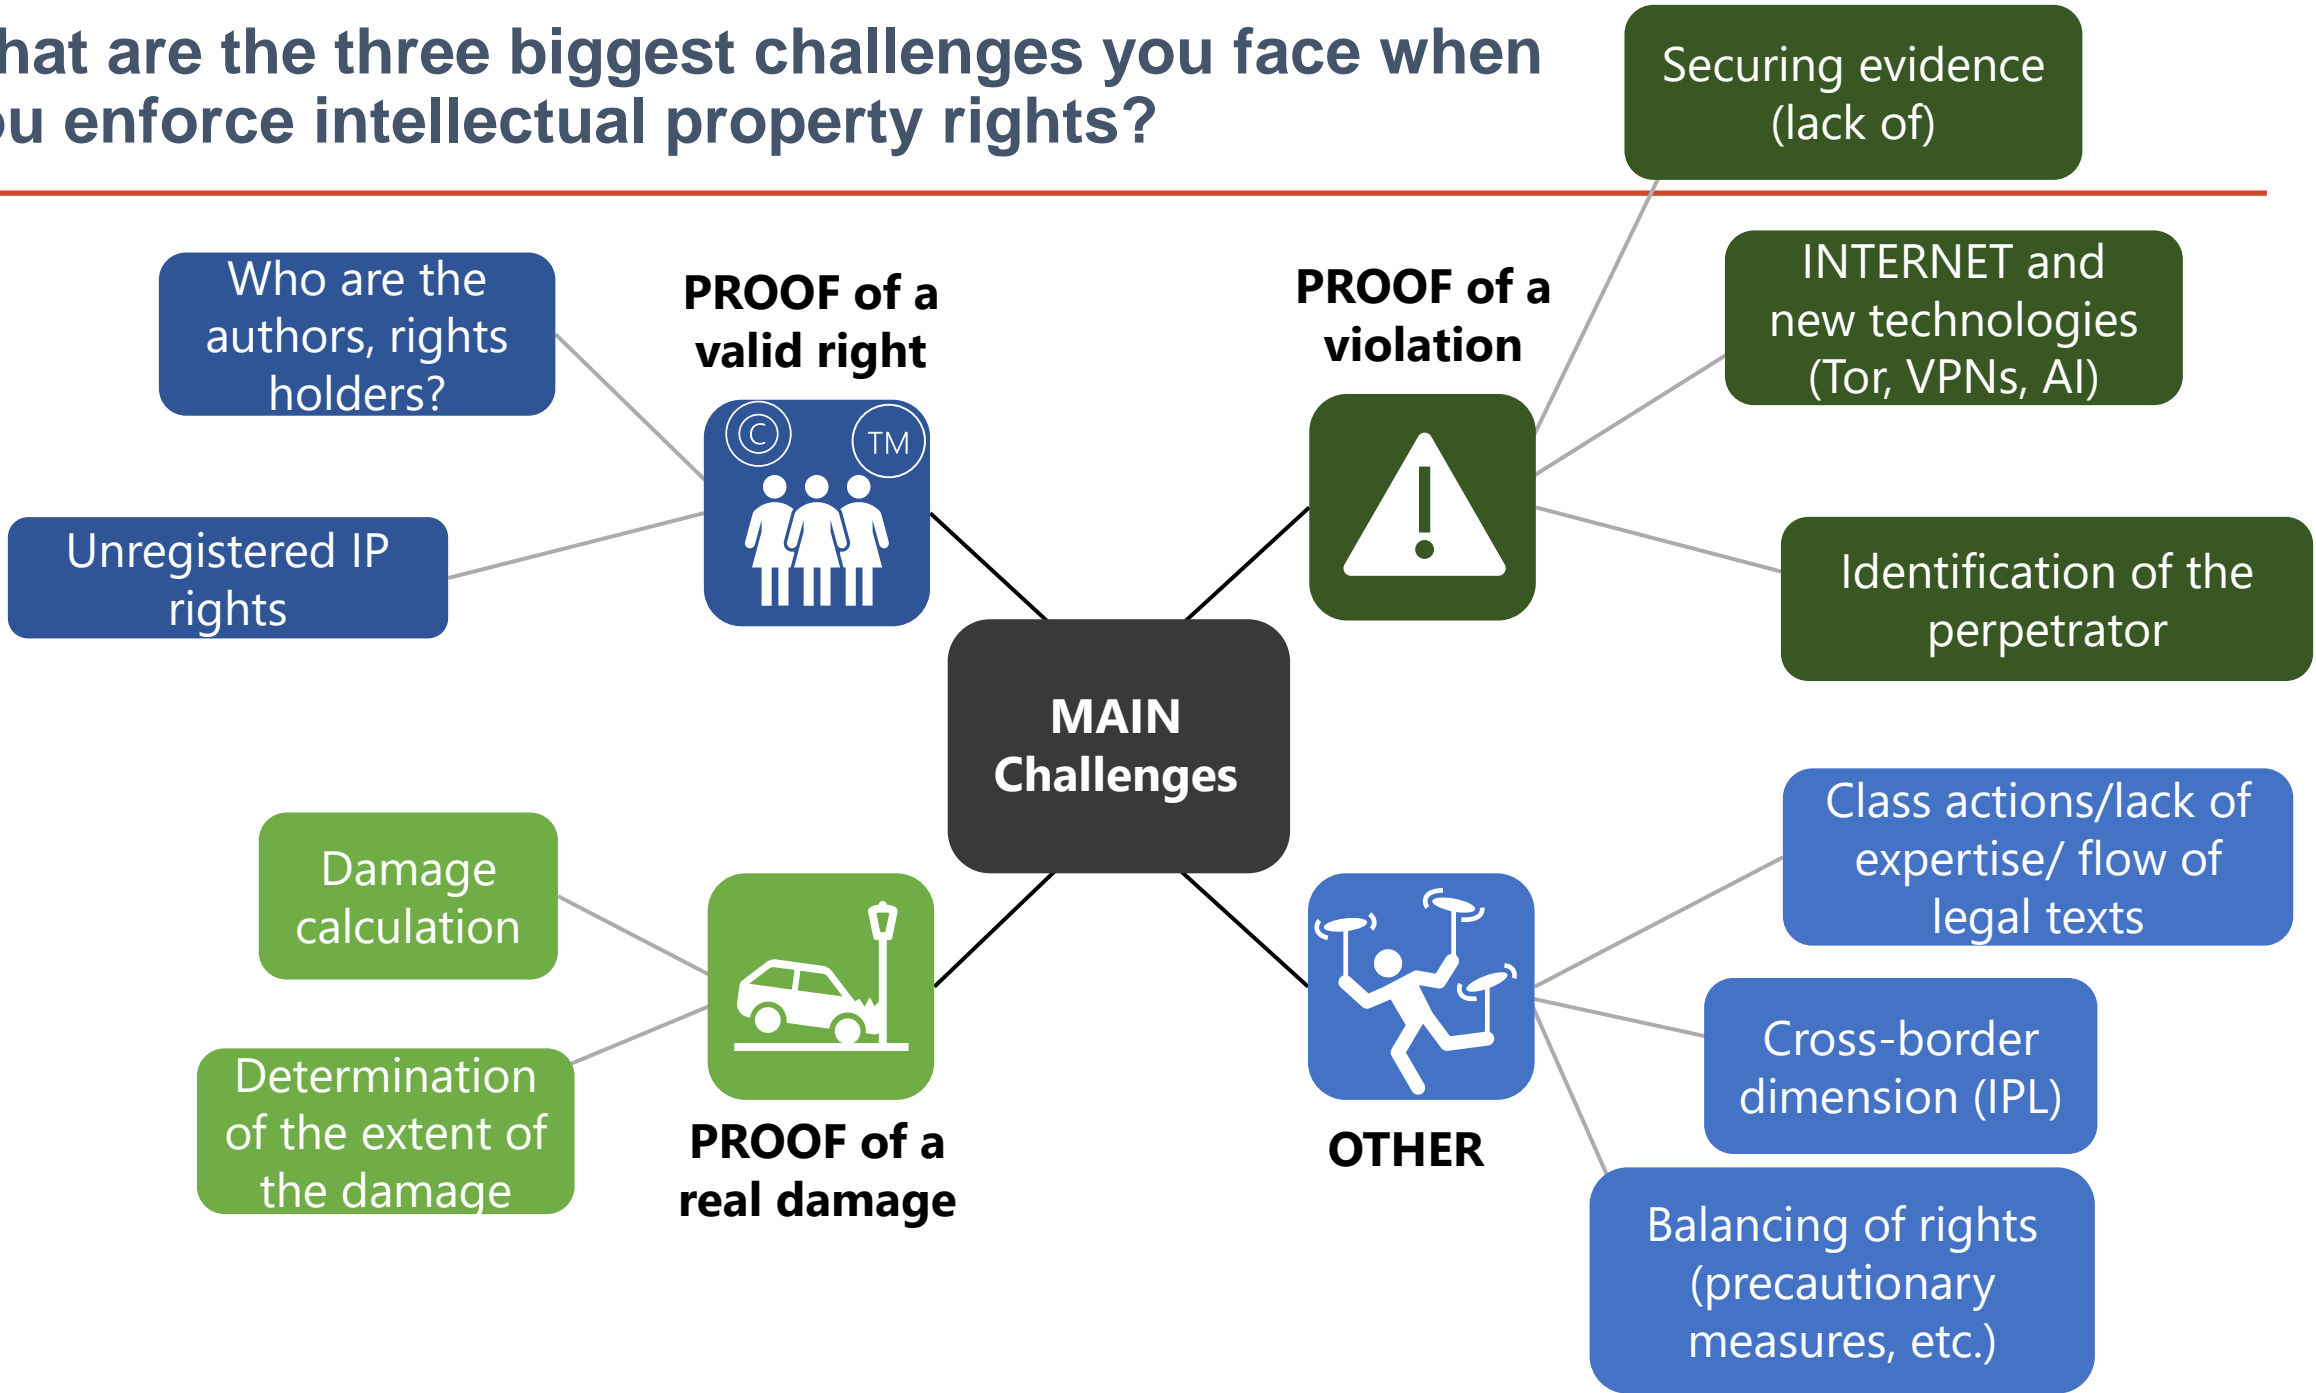 hat are the three biggest challenges you face when
ou enforce intellectual property rights?
Securing evidence
(lack of)
Who are the
authors, rights
holders?
PROOF of a
valid right
PROOF of a
violation
INTERNET and
new technologies
(Tor, VPNs, AI)
©
TM
Unregistered IP
rights
Identification of the
perpetrator
MAIN
Challenges
Damage
calculation
Class actions/lack of
expertise/ flow of
legal texts
Determination
of the extent of
the damage
PROOF of a
real damage
OTHER
Cross-border
dimension (IPL)
Balancing of rights
(precautionary
measures, etc.)